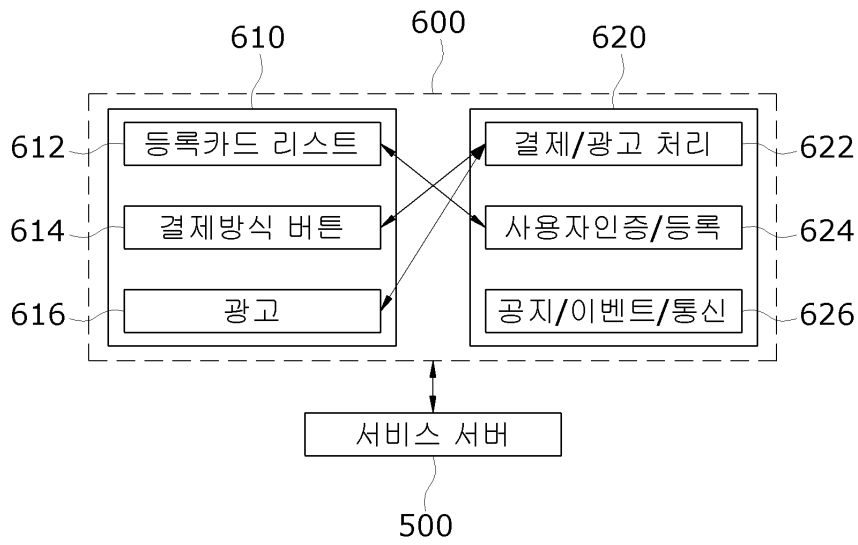 610 600 620
612 등록카드 리스트 결제/광고 처리 622
614 결제방식 버튼 사용자인증/등록 624
616 광고 공지/이벤트/통신 626
서비스 서버
500